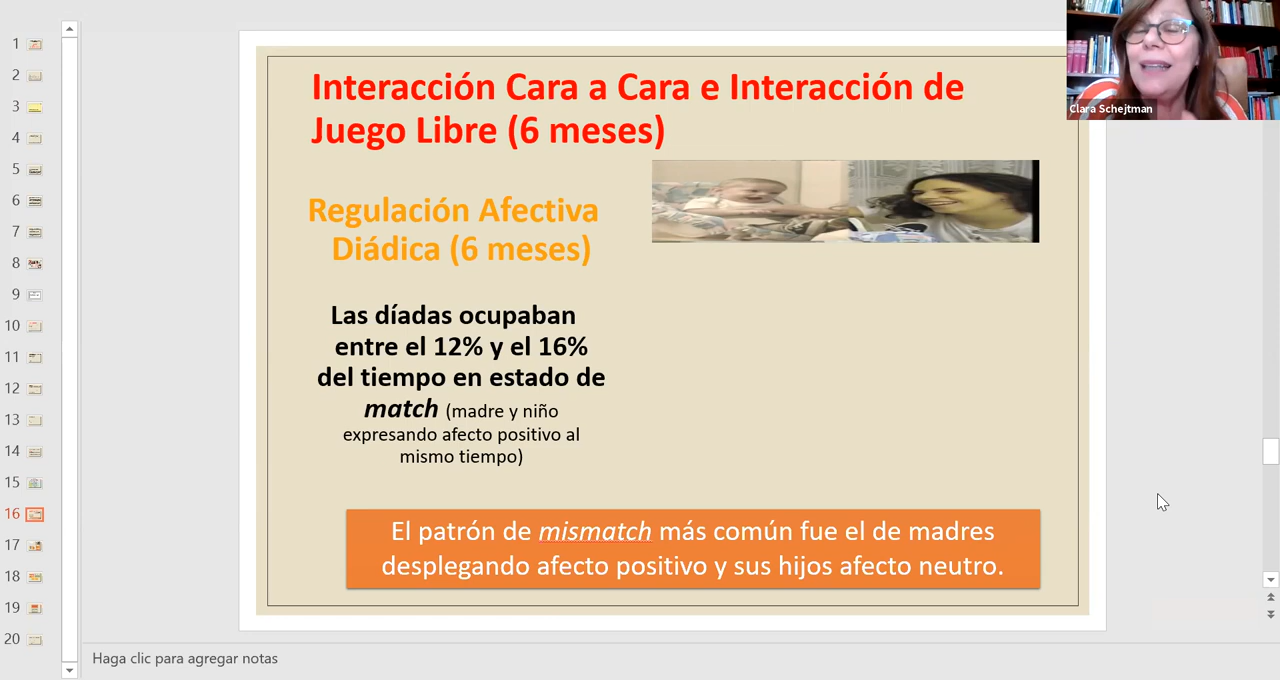 1
2
3
4
5
6
7
8
9
10
11
12
13
14
15
16
17
18
19
20
Interacción Cara a Cara e Interacción de
Juego Libre (6 meses)
Regulación Afectiva
Diádica (6 meses)
Las díadas ocupaban
entre el 12% y el 16%
del tiempo en estado de
match (madre y niño
expresando afecto positivo al
mismo tiempo)
El patrón de mismatch más común fue el de madres
desplegando afecto positivo y sus hijos afecto neutro.
Haga clic para agregar notas
Clara Schejtman